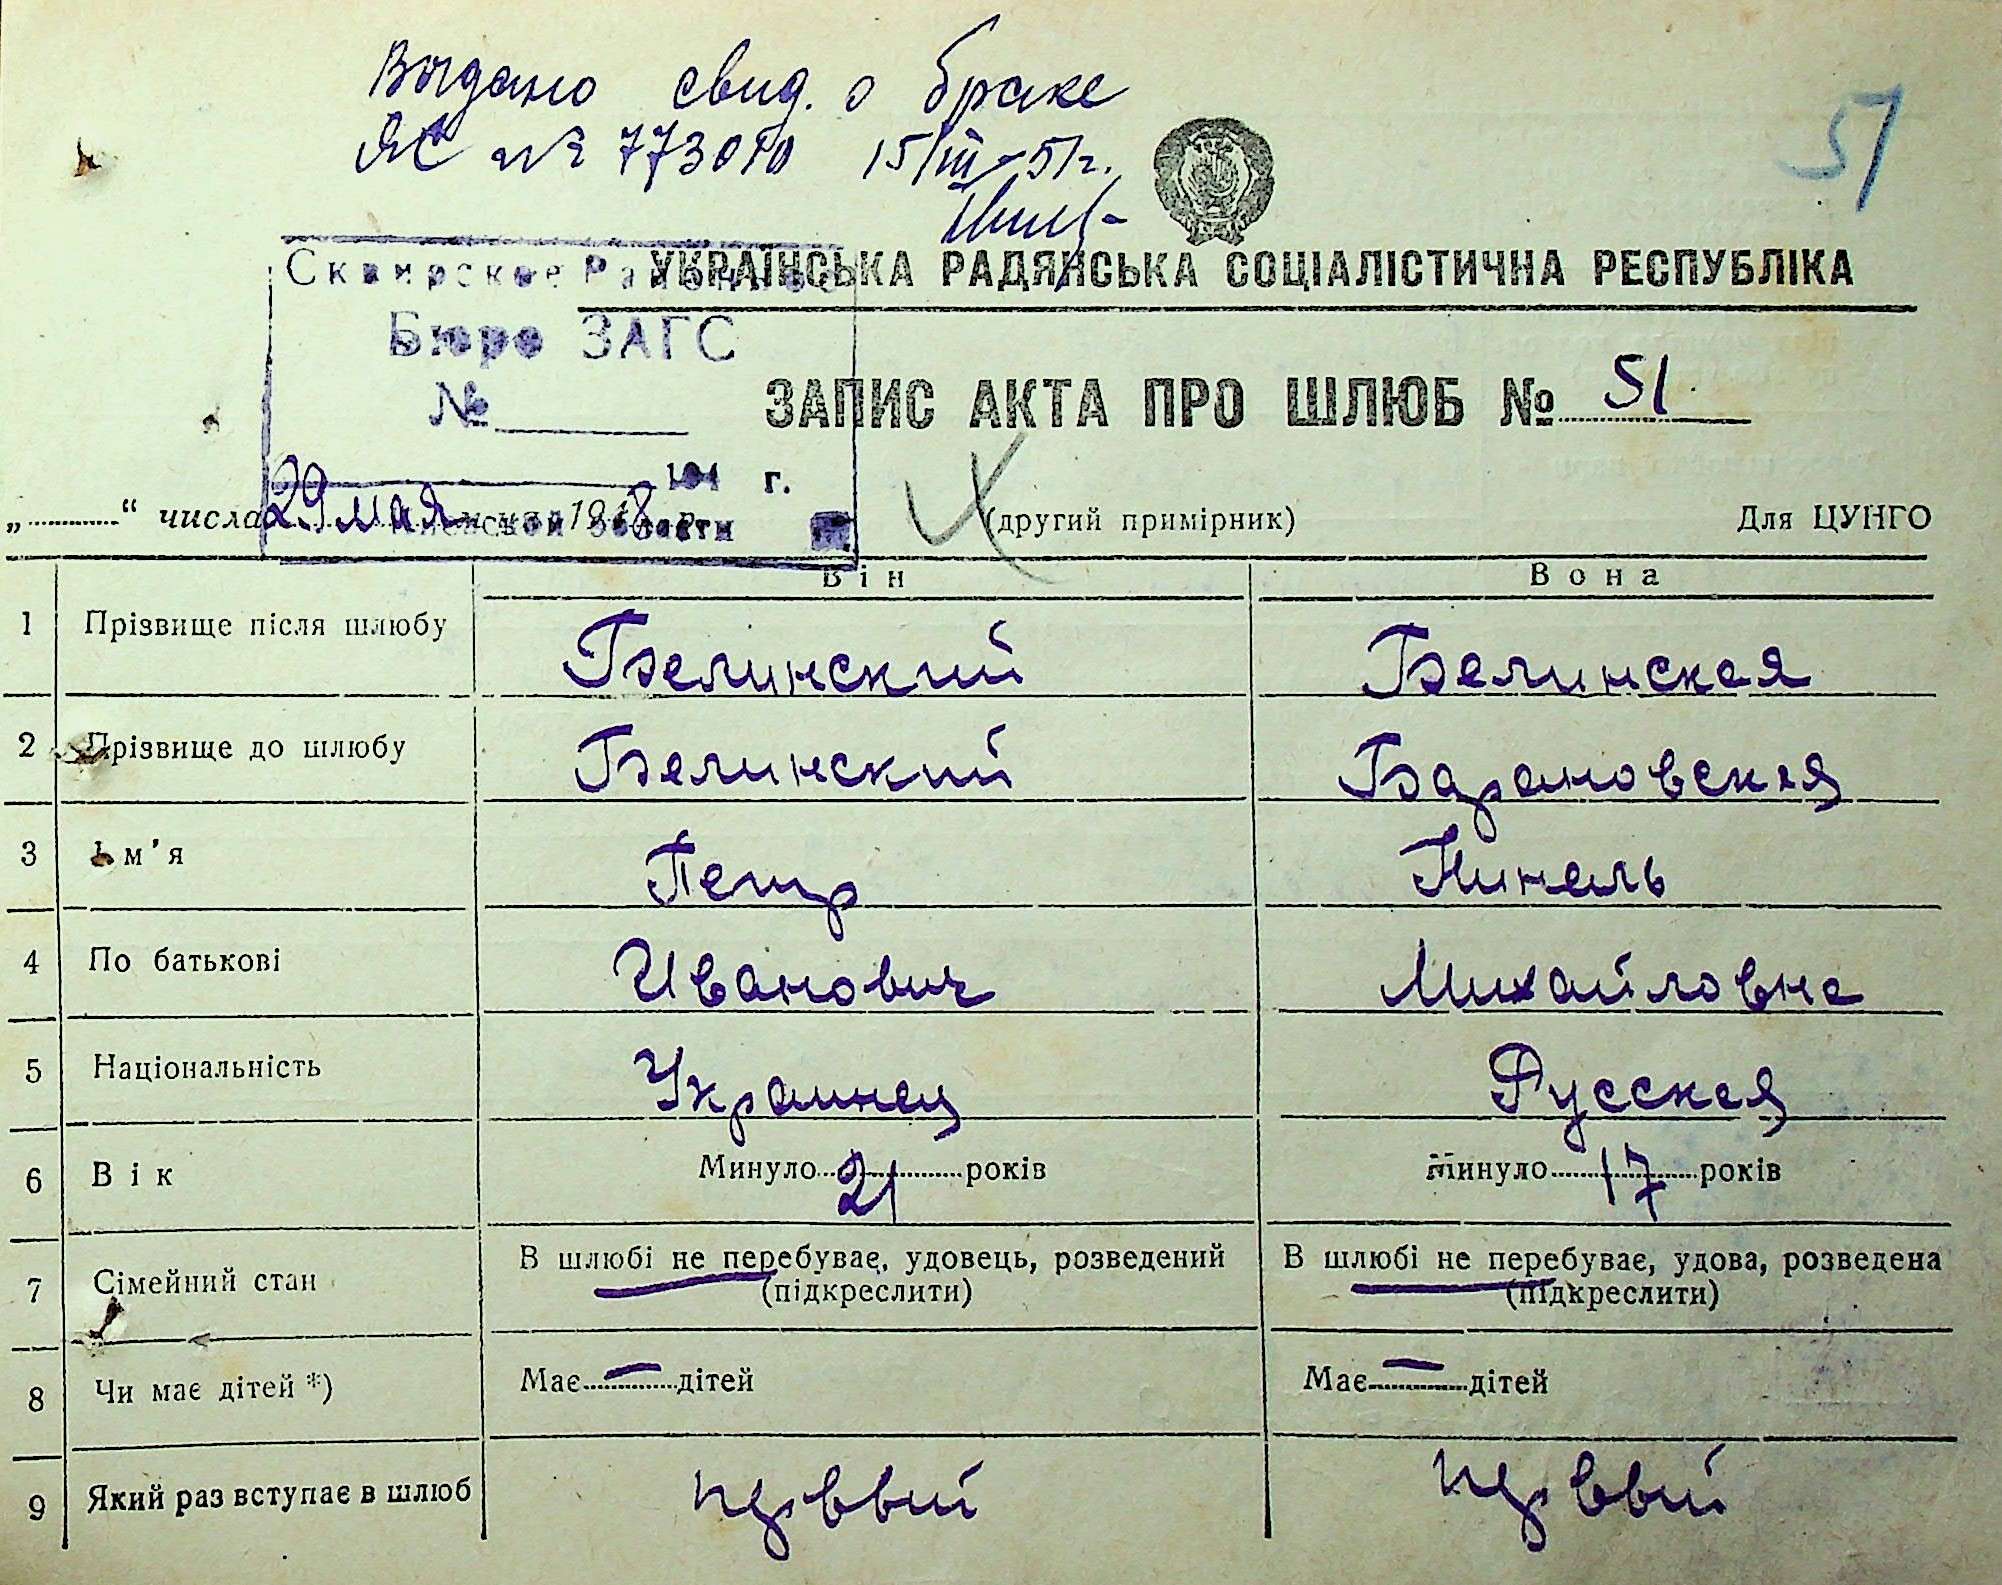 Выдано свид. о браке
ЯС № 773010 15/III-51 г.
51
УКРАЇНСЬКА РАДЯНСЬКА СОЦІАЛІСТИЧНА РЕСПУБЛІКА
Сквирское Районное
Бюро ЗАГС
№
194 г.
Киевской области
ЗАПИС АКТА ПРО ШЛЮБ № 51
„ “ числа 29 мая 1948 р.
(другий примірник)
Для ЦУНГО
Він Вона
1 Прізвище після шлюбу Белинский Белинская
2 Прізвище до шлюбу Белинский Барановская
3 Ім’я Петр Нинель
4 По батькові Иванович Михайловна
5 Національність Украинец Русская
6 Вік Минуло 21 років Минуло 17 років
7 Сімейний стан В шлюбі не перебуває, удовець, розведений (підкреслити) В шлюбі не перебуває, удова, розведена (підкреслити)
8 Чи має дітей *) Має — дітей Має — дітей
9 Який раз вступає в шлюб первый первый